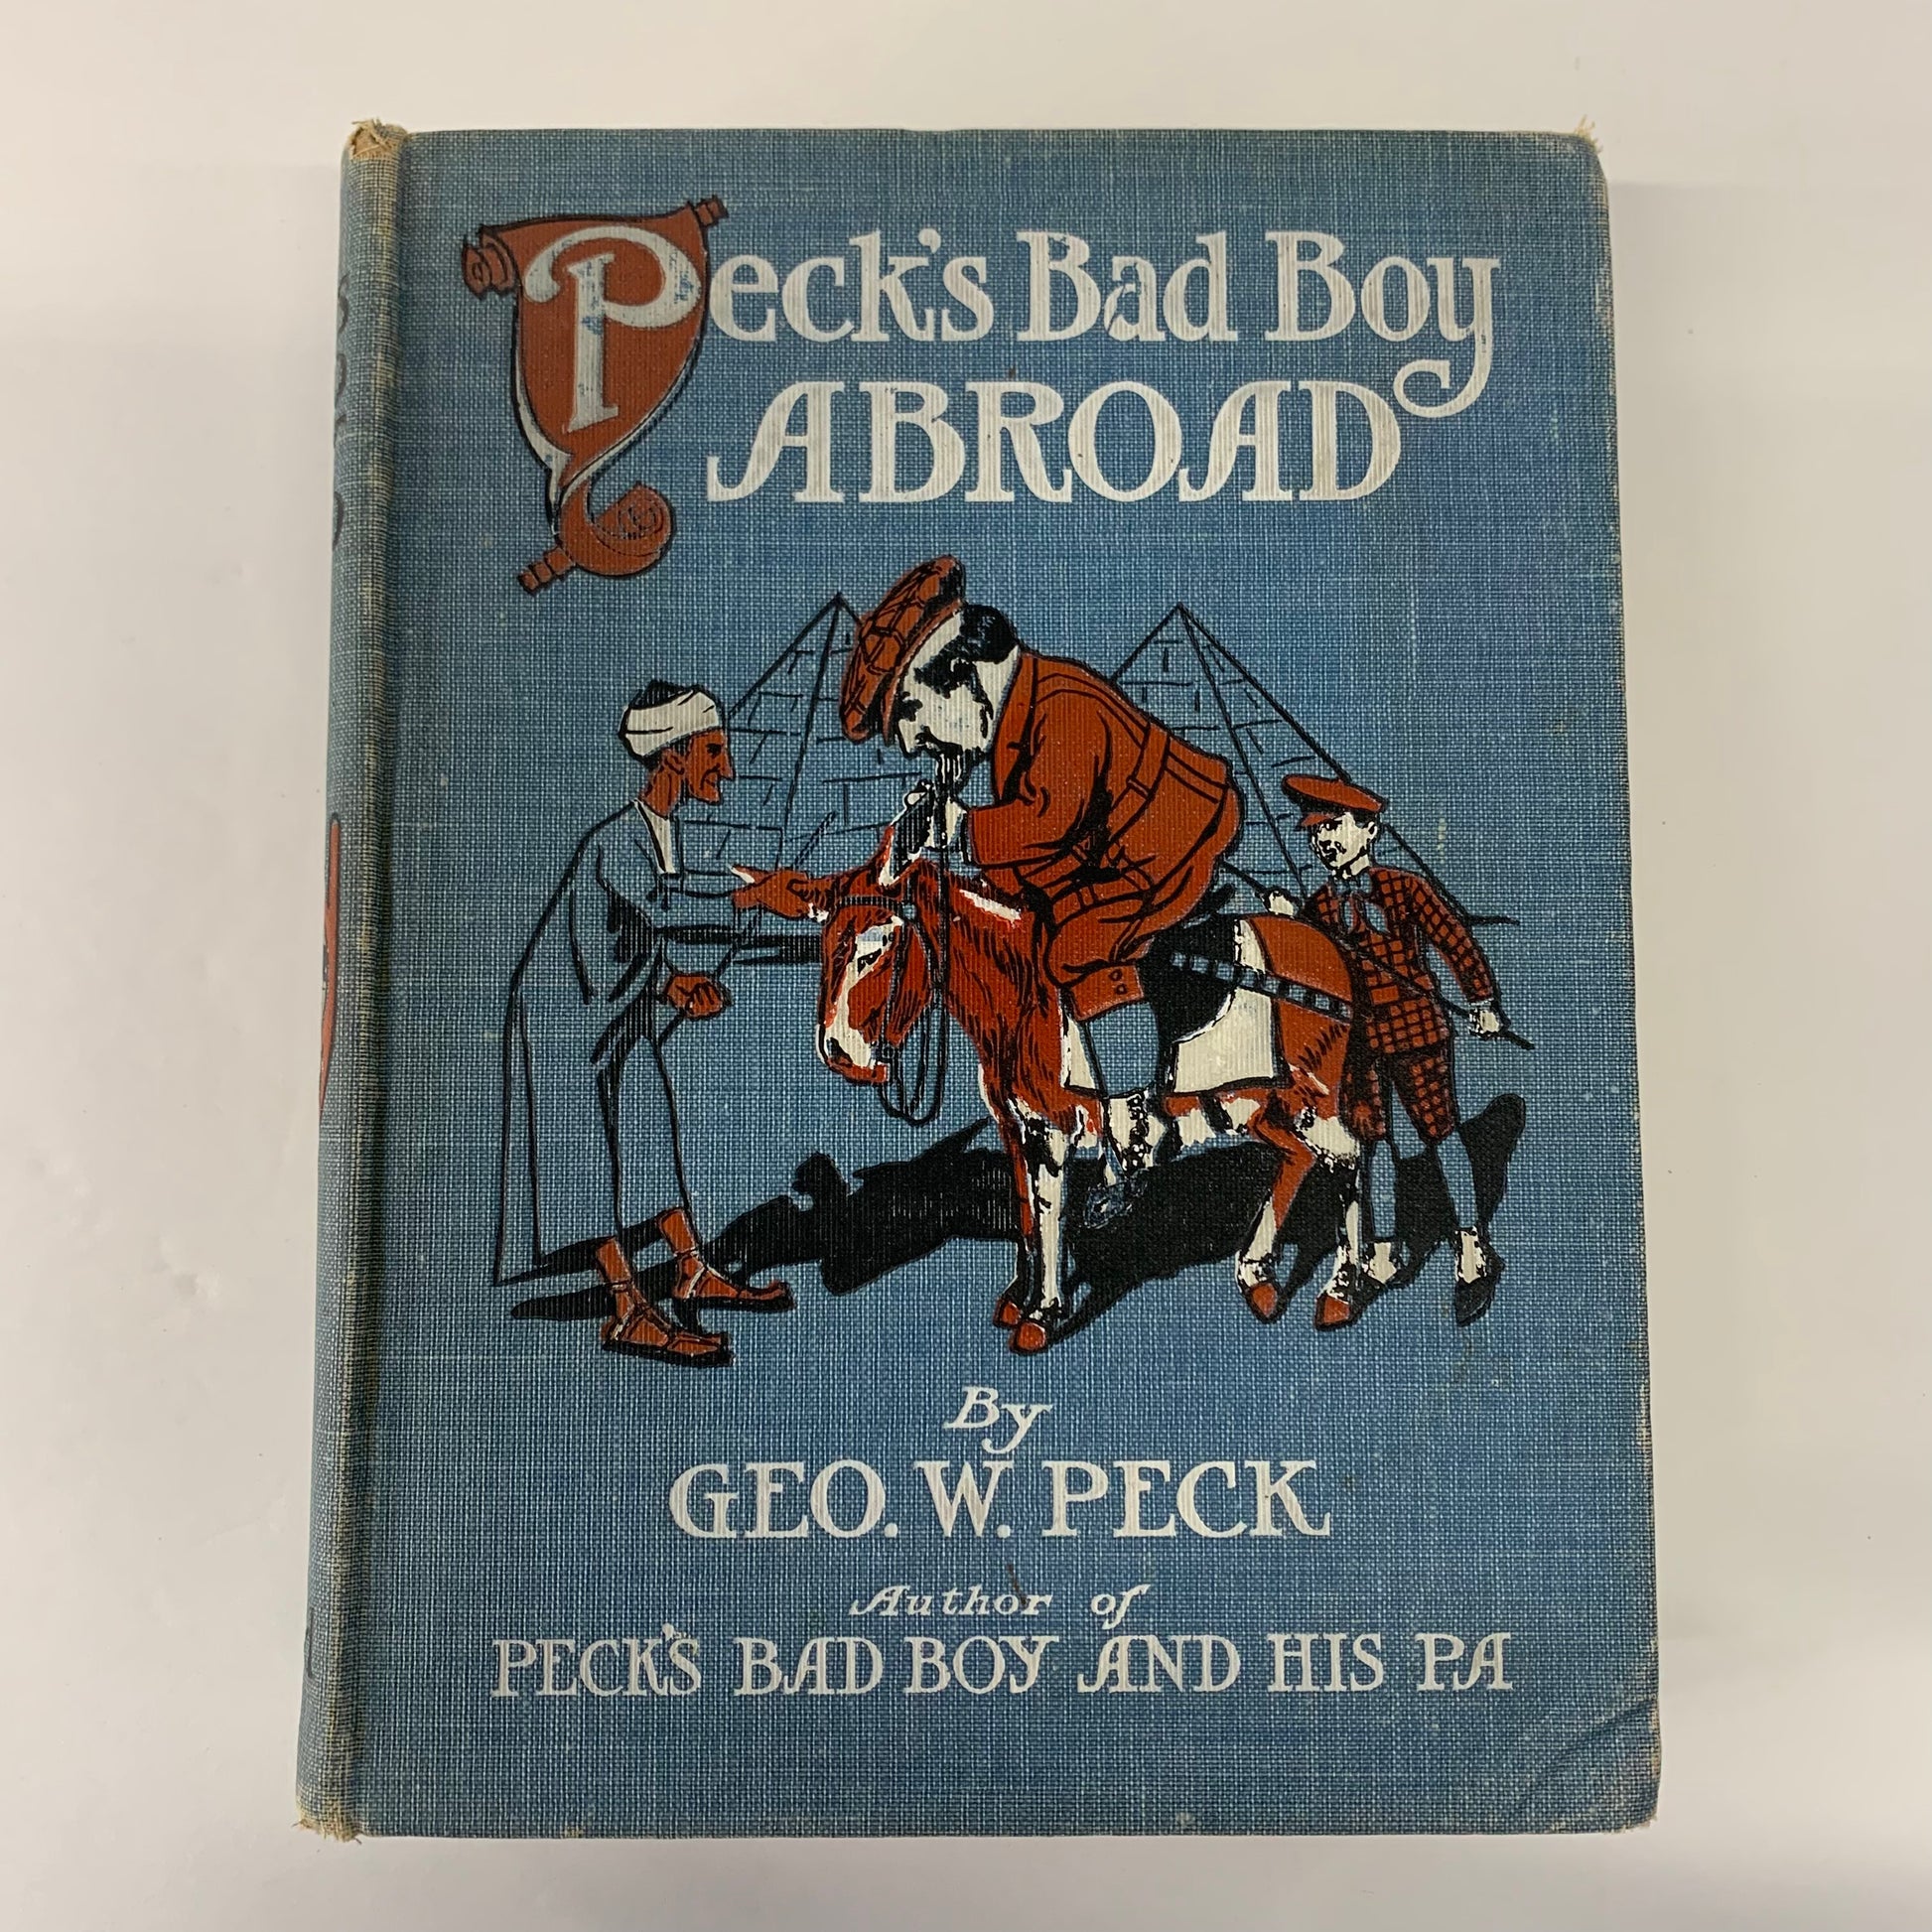 Peck's Bad Boy
ABROAD
By
GEO. W. PECK
Author of
PECK'S BAD BOY AND HIS PA